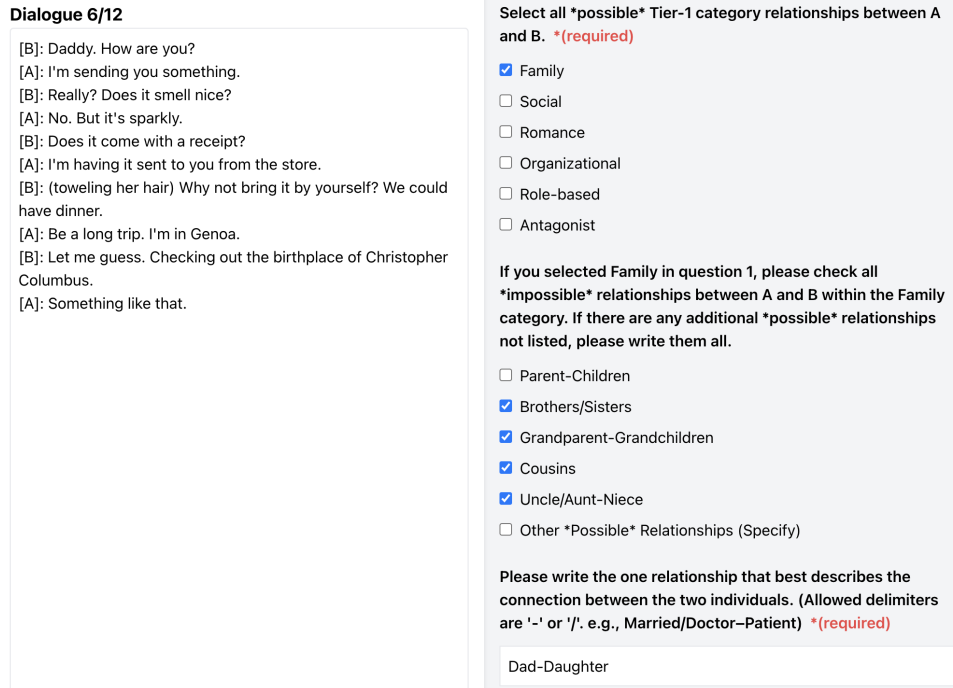 Dialogue 6/12
[B]: Daddy. How are you?
[A]: I'm sending you something.
[B]: Really? Does it smell nice?
[A]: No. But it's sparkly.
[B]: Does it come with a receipt?
[A]: I'm having it sent to you from the store.
[B]: (toweling her hair) Why not bring it by yourself? We could
have dinner.
[A]: Be a long trip. I'm in Genoa.
[B]: Let me guess. Checking out the birthplace of Christopher
Columbus.
[A]: Something like that.
Select all *possible* Tier-1 category relationships between A
and B. *(required)
Family
Social
Romance
Organizational
Role-based
Antagonist
If you selected Family in question 1, please check all
*impossible* relationships between A and B within the Family
category. If there are any additional *possible* relationships
not listed, please write them all.
Parent-Children
Brothers/Sisters
Grandparent-Grandchildren
Cousins
Uncle/Aunt-Niece
Other *Possible* Relationships (Specify)
Please write the one relationship that best describes the
connection between the two individuals. (Allowed delimiters
are '-' or '/'. e.g., Married/Doctor–Patient) *(required)
Dad-Daughter